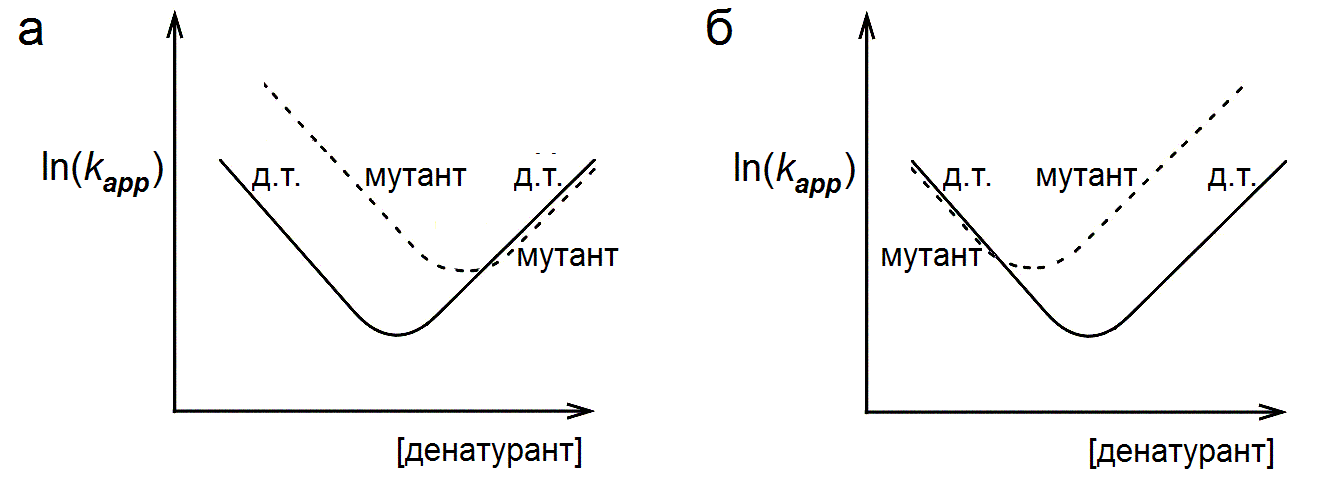 а
ln(kapp)
д.т.
мутант
д.т.
мутант
[денатурант]
б
ln(kapp)
д.т.
мутант
д.т.
мутант
[денатурант]